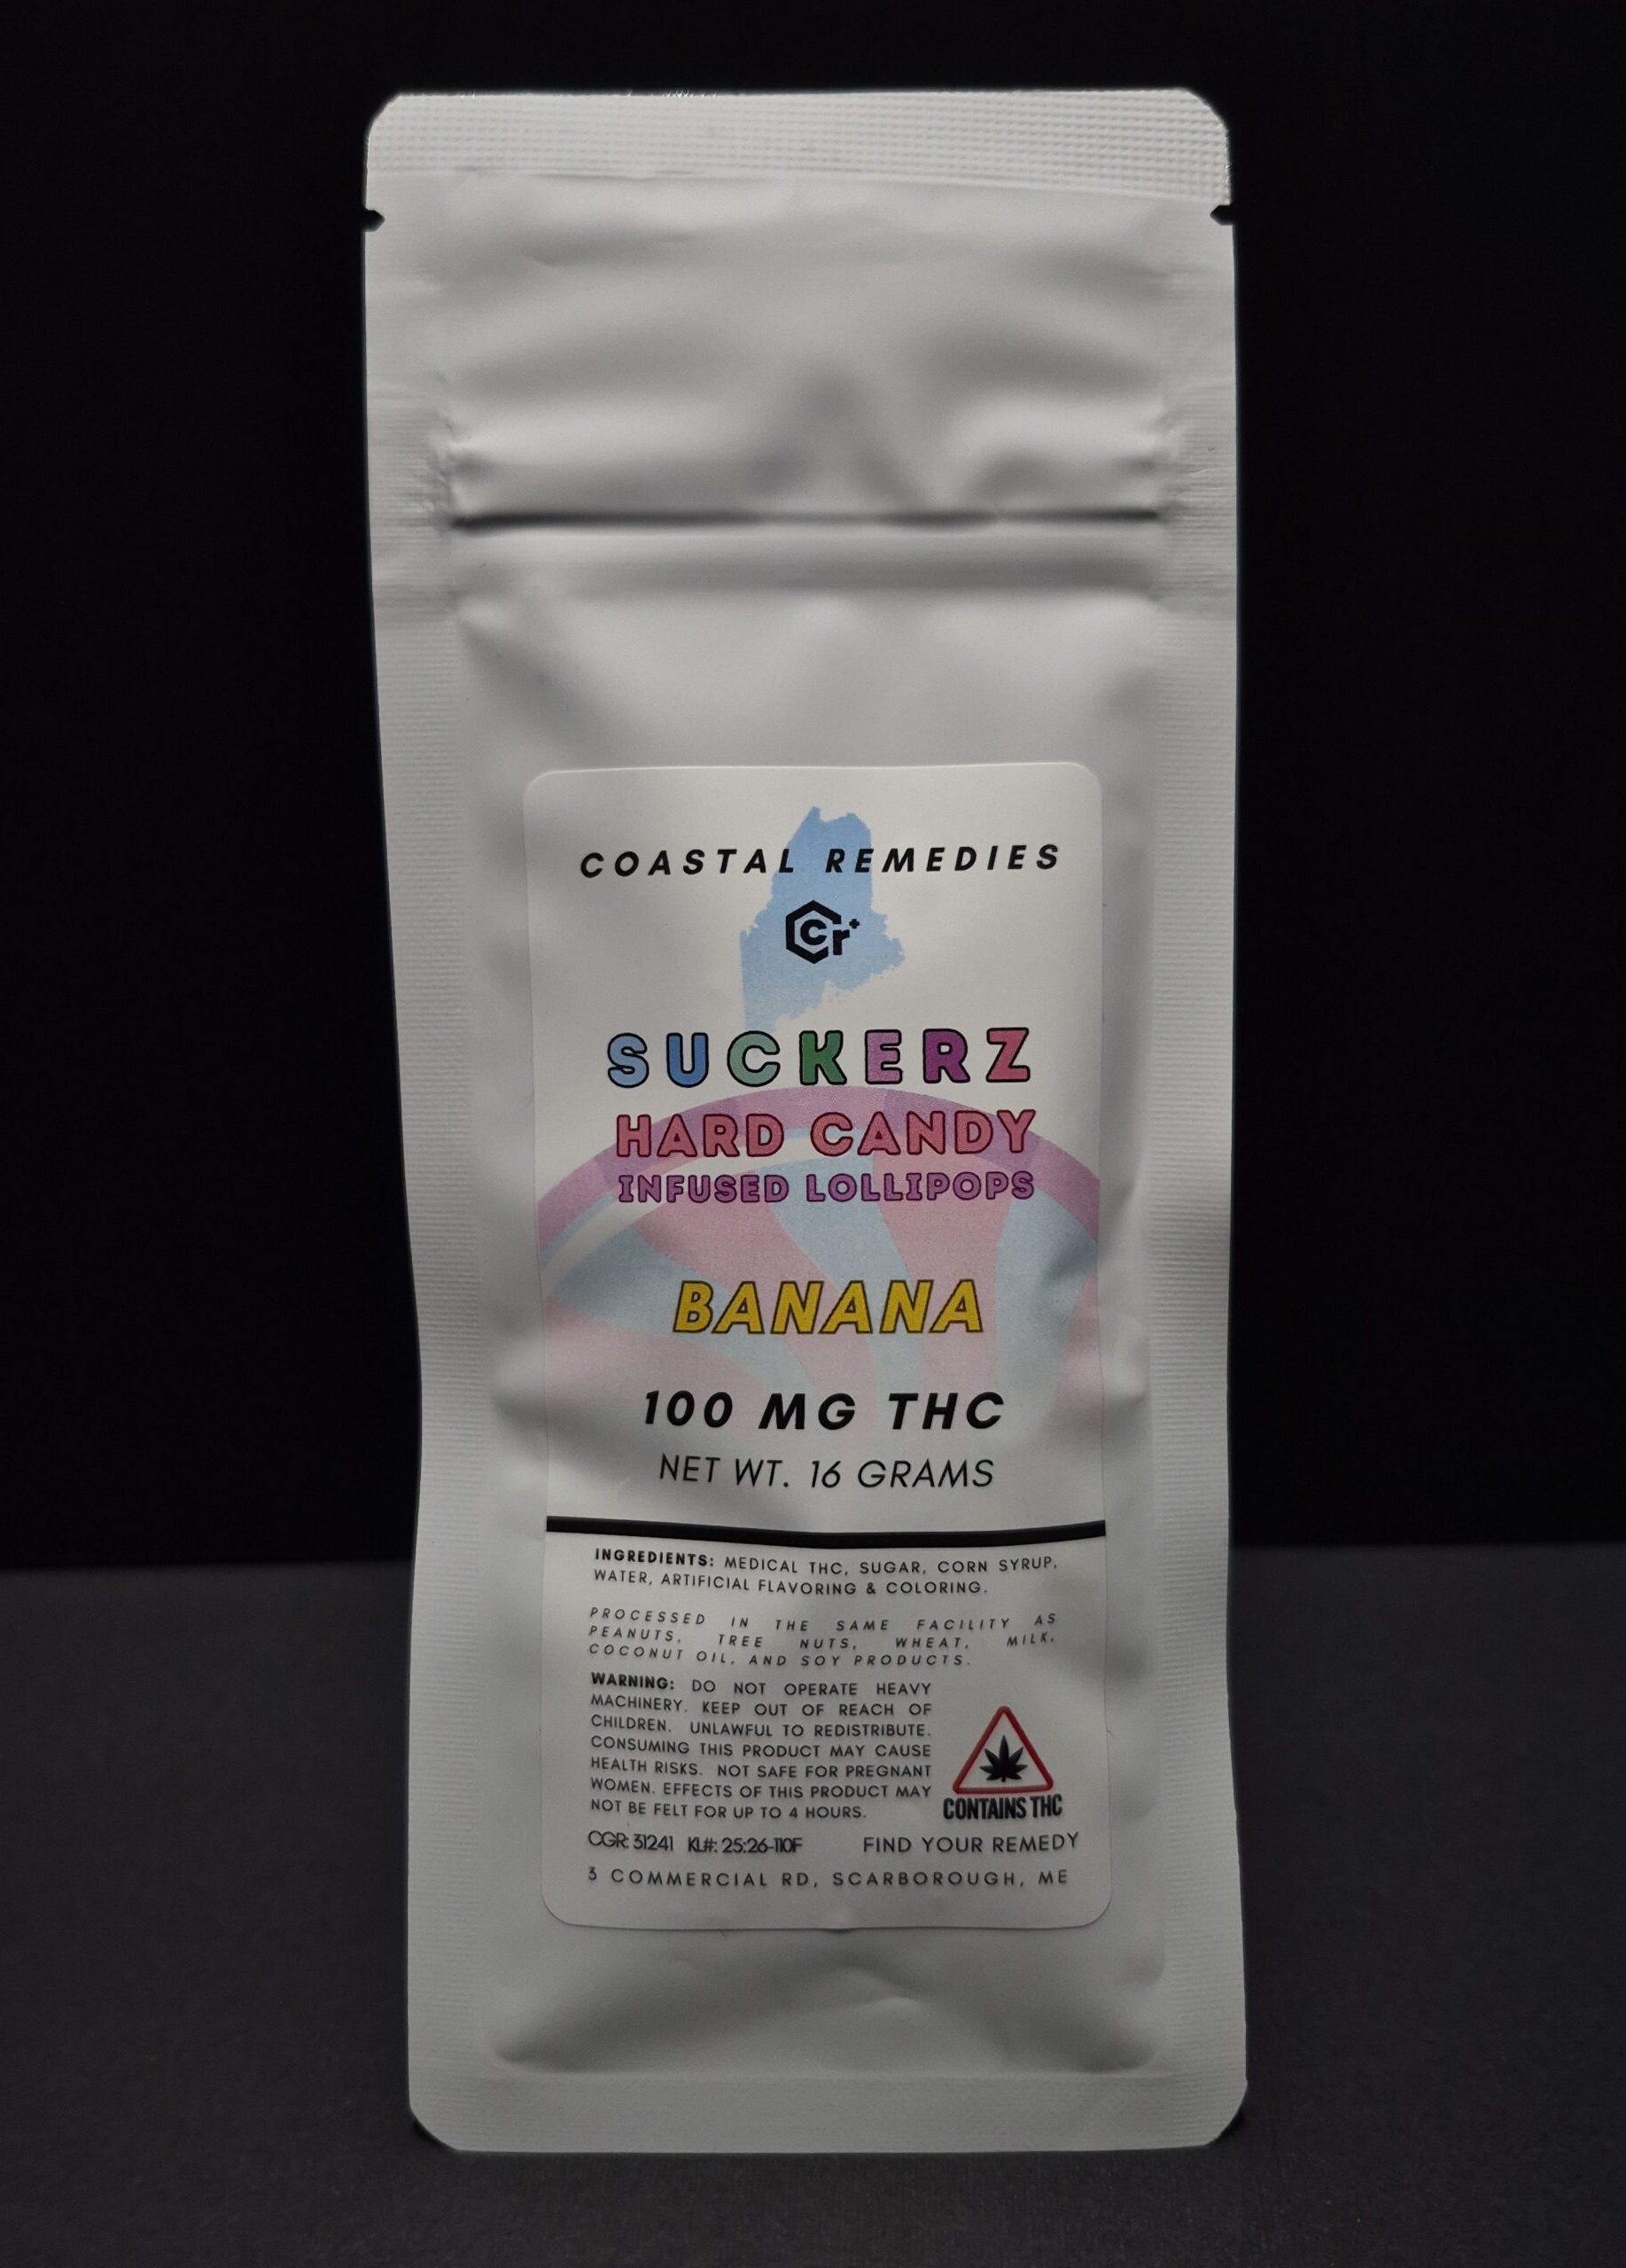 COASTAL REMEDIES
Cr+
SUCKERZ
HARD CANDY
INFUSED LOLLIPOPS
BANANA
100 MG THC
NET WT. 16 GRAMS
INGREDIENTS: MEDICAL THC, SUGAR, CORN SYRUP,
WATER, ARTIFICIAL FLAVORING & COLORING.
PROCESSED IN THE SAME FACILITY AS
PEANUTS, TREE NUTS, WHEAT, MILK,
COCONUT OIL, AND SOY PRODUCTS.
WARNING: DO NOT OPERATE HEAVY
MACHINERY. KEEP OUT OF REACH OF
CHILDREN. UNLAWFUL TO REDISTRIBUTE.
CONSUMING THIS PRODUCT MAY CAUSE
HEALTH RISKS. NOT SAFE FOR PREGNANT
WOMEN. EFFECTS OF THIS PRODUCT MAY
NOT BE FELT FOR UP TO 4 HOURS.
CONTAINS THC
CGR: 31241 KL#: 25:26-110F FIND YOUR REMEDY
3 COMMERCIAL RD, SCARBOROUGH, ME